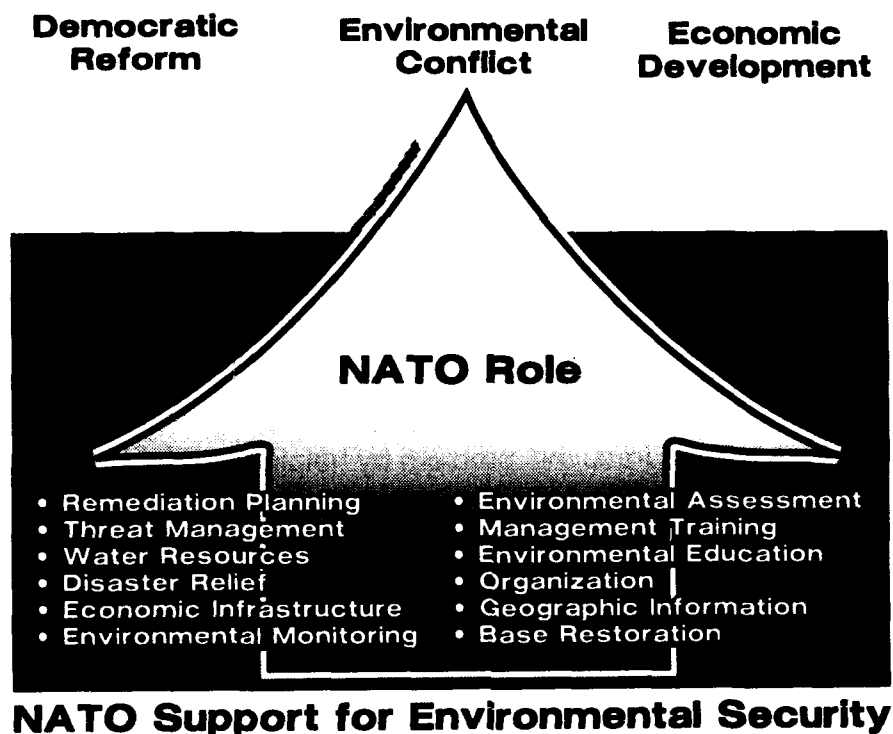 Democratic
Reform
Environmental
Conflict
Economic
Development
NATO Role
• Remediation Planning
• Threat Management
• Water Resources
• Disaster Relief
• Economic Infrastructure
• Environmental Monitoring
• Environmental Assessment
• Management Training
• Environmental Education
• Organization
• Geographic Information
• Base Restoration
NATO Support for Environmental Security